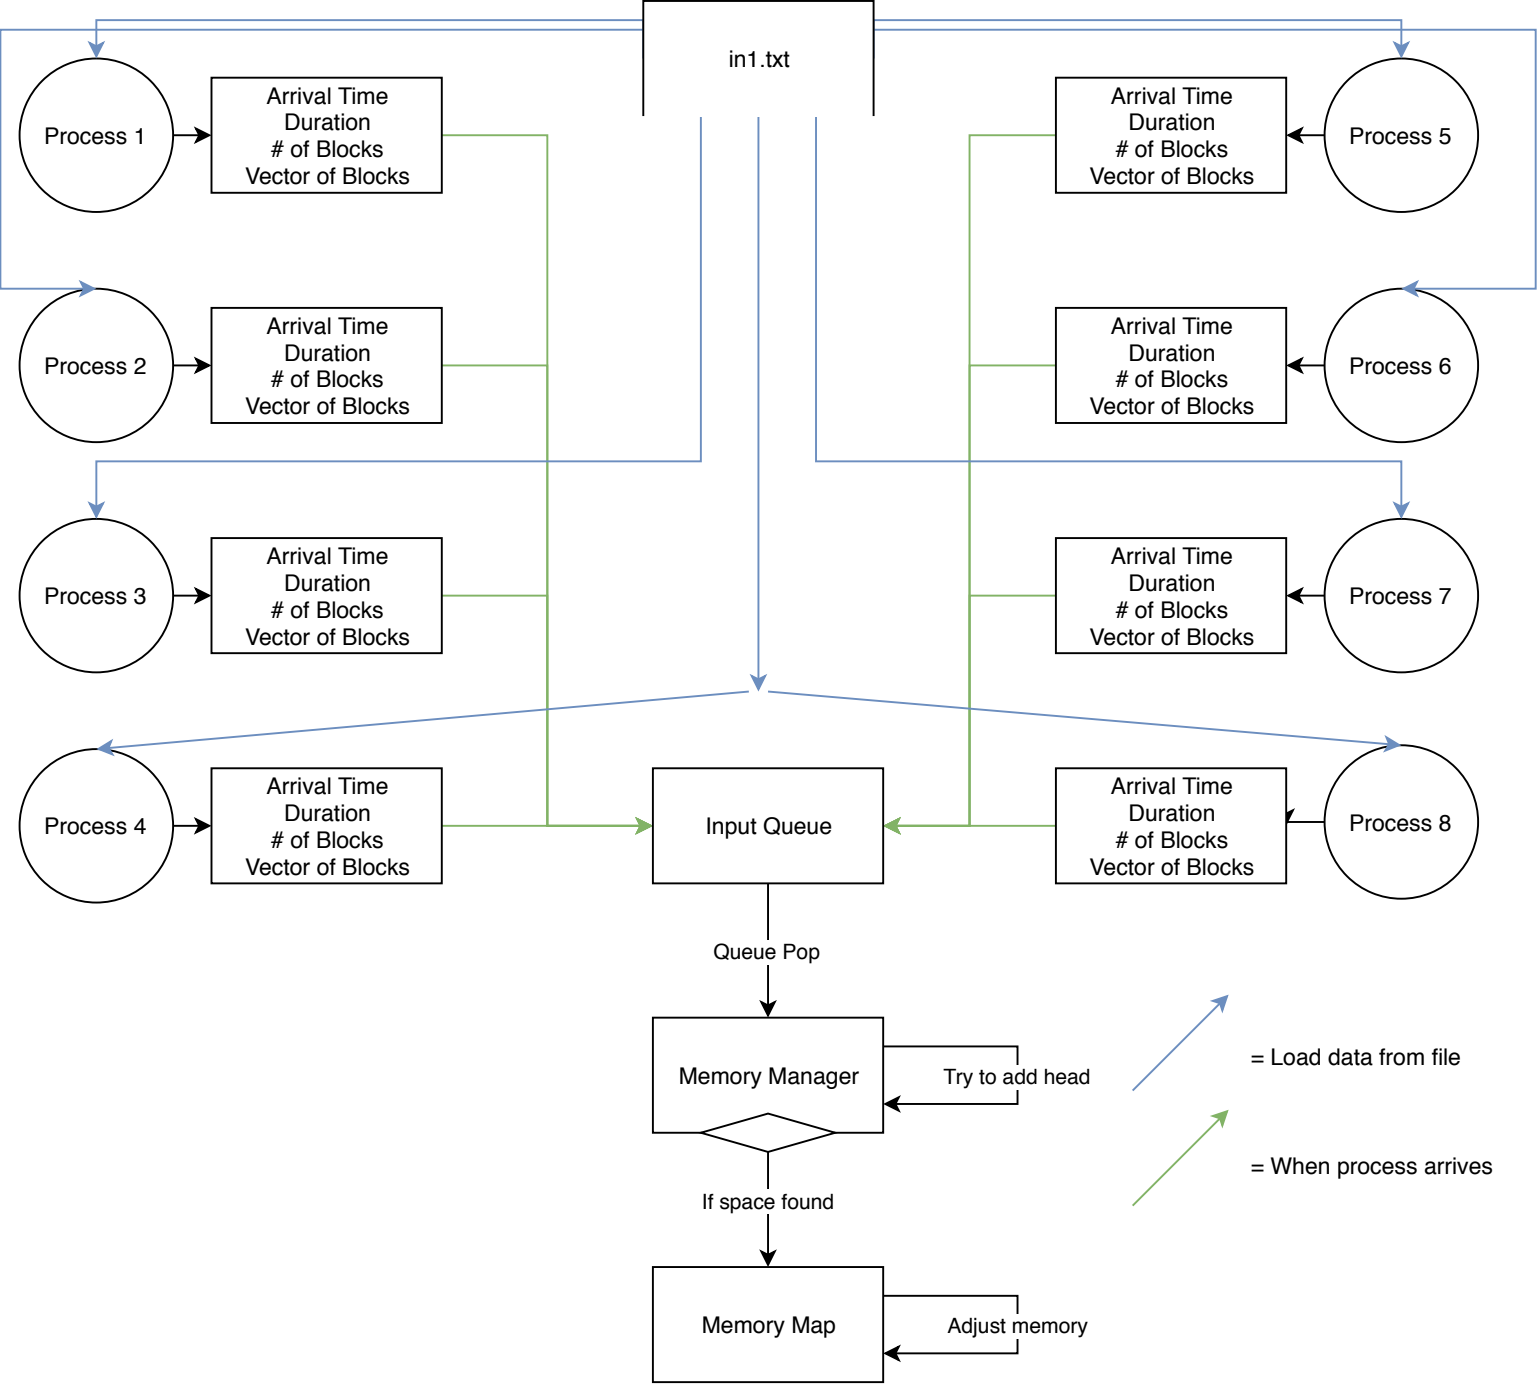 in1.txt
Process 1
Arrival Time
Duration
# of Blocks
Vector of Blocks
Arrival Time
Duration
# of Blocks
Vector of Blocks
Process 5
Process 2
Arrival Time
Duration
# of Blocks
Vector of Blocks
Arrival Time
Duration
# of Blocks
Vector of Blocks
Process 6
Process 3
Arrival Time
Duration
# of Blocks
Vector of Blocks
Arrival Time
Duration
# of Blocks
Vector of Blocks
Process 7
Process 4
Arrival Time
Duration
# of Blocks
Vector of Blocks
Input Queue
Arrival Time
Duration
# of Blocks
Vector of Blocks
Process 8
Queue Pop
Memory Manager
Try to add head
= Load data from file
= When process arrives
If space found
Memory Map
Adjust memory